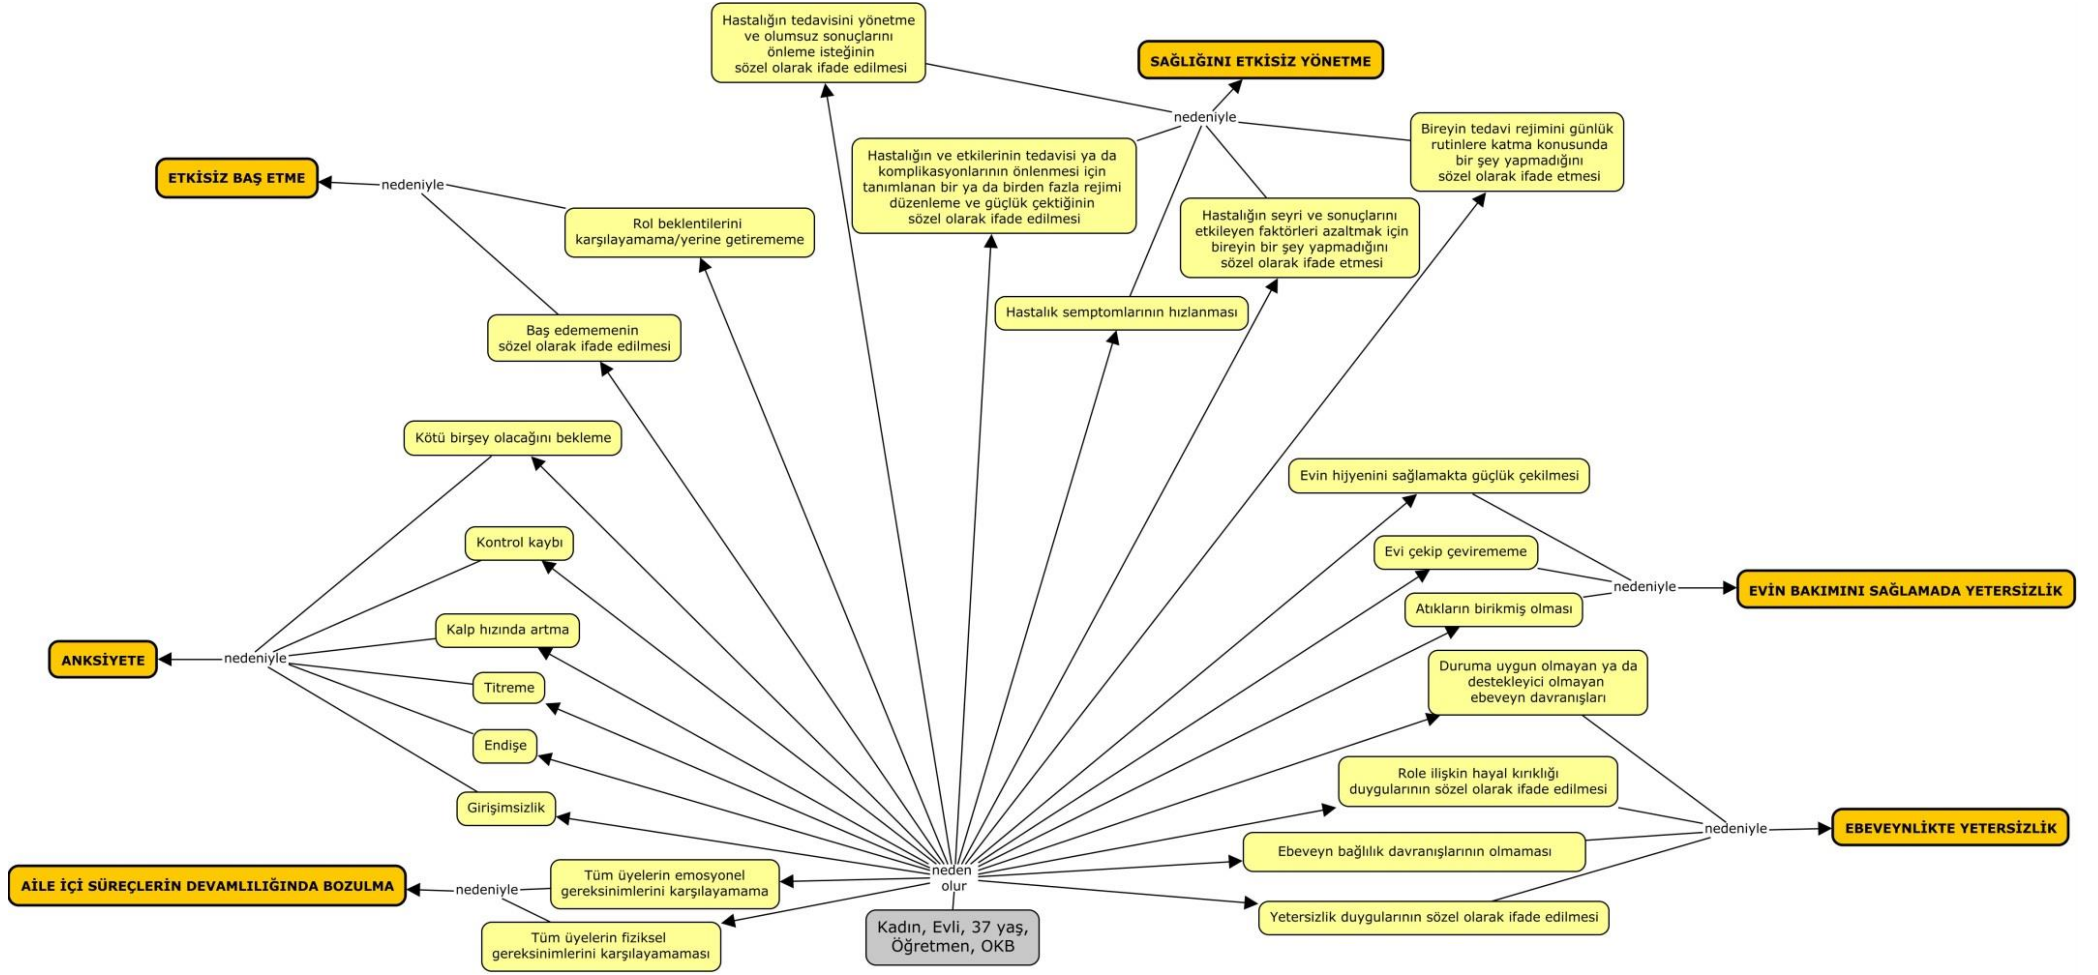 Hastalığın tedavisini yönetme
ve olumsuz sonuçlarını
önleme isteğinin
sözel olarak ifade edilmesi
SAĞLIĞINI ETKİSİZ YÖNETME
nedeniyle
Bireyin tedavi rejimini günlük
rutinlere katma konusunda
bir şey yapmadığını
sözel olarak ifade etmesi
Hastalığın ve etkilerinin tedavisi ya da
komplikasyonlarının önlenmesi için
tanımlanan bir ya da birden fazla rejimi
düzenleme ve güçlük çektiğinin
sözel olarak ifade edilmesi
ETKİSİZ BAŞ ETME
nedeniyle
Rol beklentilerini
karşılayamama/yerine getirememe
Hastalığın seyri ve sonuçlarını
etkileyen faktörleri azaltmak için
bireyin bir şey yapmadığını
sözel olarak ifade etmesi
Hastalık semptomlarının hızlanması
Baş edememenin
sözel olarak ifade edilmesi
Kötü birşey olacağını bekleme
Evin hijyenini sağlamakta güçlük çekilmesi
Kontrol kaybı
Evi çekip çevirememe
nedeniyle
EVİN BAKIMINI SAĞLAMADA YETERSİZLİK
Atıkların birikmiş olması
Kalp hızında artma
ANKSİYETE
nedeniyle
Duruma uygun olmayan ya da
destekleyici olmayan
ebeveyn davranışları
Titreme
Endişe
Role ilişkin hayal kırıklığı
duygularının sözel olarak ifade edilmesi
Girişimsizlik
nedeniyle
EBEVEYNLİKTE YETERSİZLİK
Ebeveyn bağlılık davranışlarının olmaması
AİLE İÇİ SÜREÇLERİN DEVAMLILIĞINDA BOZULMA
nedeniyle
Tüm üyelerin emosyonel
gereksinimlerini karşılayamama
neden
olur
Yetersizlik duygularının sözel olarak ifade edilmesi
Tüm üyelerin fiziksel
gereksinimlerini karşılayamaması
Kadın, Evli, 37 yaş,
Öğretmen, OKB